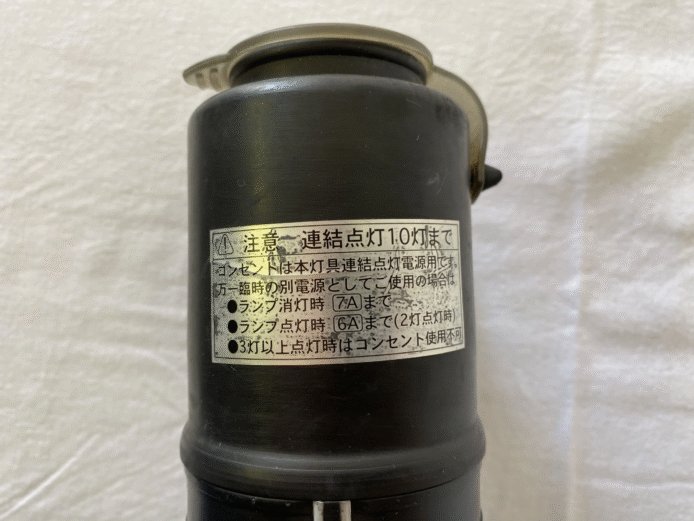 注意 連結点灯10灯まで
コンセントは本灯具連結点灯電源用です。
万一臨時の別電源としてご使用の場合は
●ランプ消灯時 7Aまで
●ランプ点灯時 6Aまで(2灯点灯時)
●3灯以上点灯時はコンセント使用不可